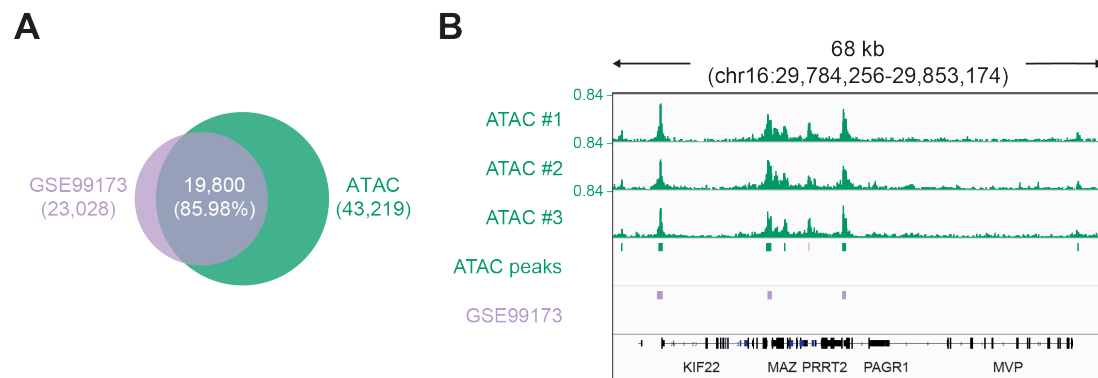 A
GSE99173
(23,028)
19,800
(85.98%)
ATAC
(43,219)
B
68 kb
(chr16:29,784,256-29,853,174)
0.84
ATAC #1
0.84
ATAC #2
0.84
ATAC #3
ATAC peaks
GSE99173
KIF22 MAZ PRRT2 PAGR1 MVP